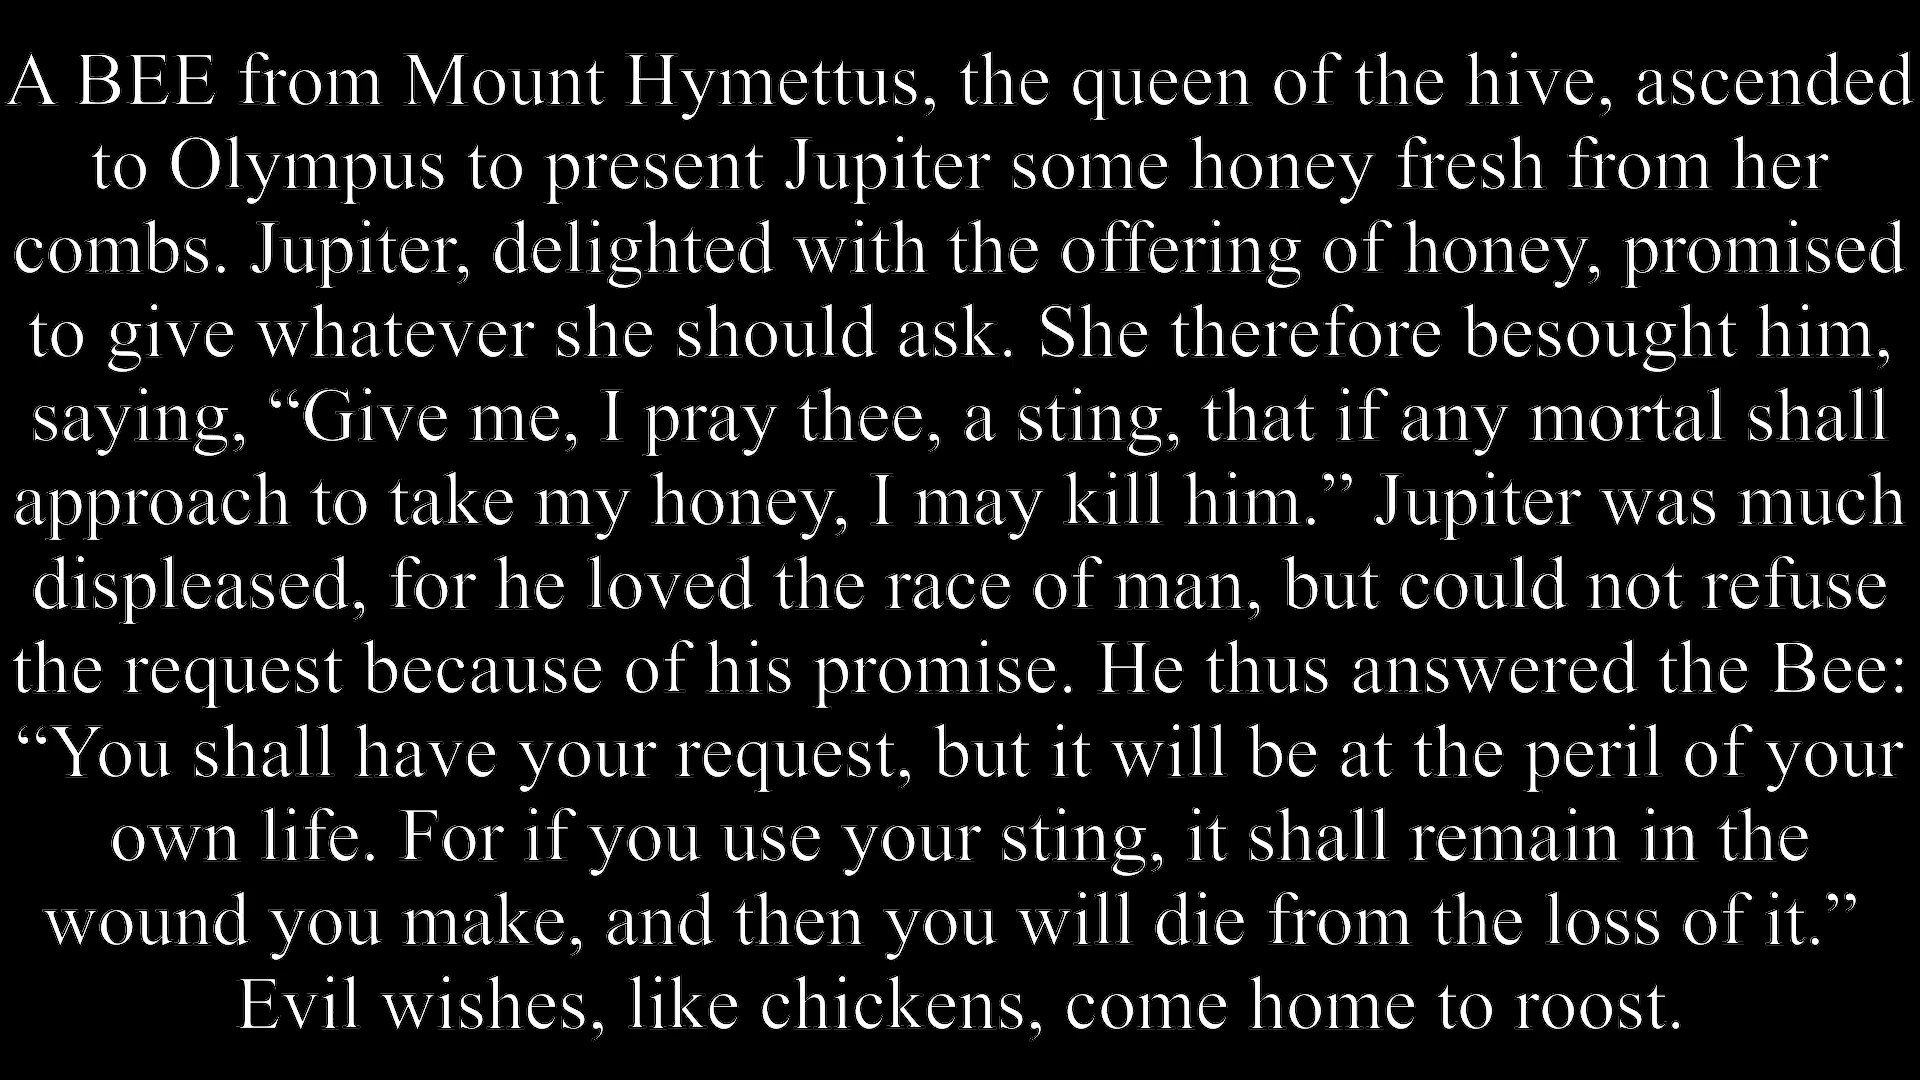 A BEE from Mount Hymettus, the queen of the hive, ascended
to Olympus to present Jupiter some honey fresh from her
combs. Jupiter, delighted with the offering of honey, promised
to give whatever she should ask. She therefore besought him,
saying, “Give me, I pray thee, a sting, that if any mortal shall
approach to take my honey, I may kill him.” Jupiter was much
displeased, for he loved the race of man, but could not refuse
the request because of his promise. He thus answered the Bee:
“You shall have your request, but it will be at the peril of your
own life. For if you use your sting, it shall remain in the
wound you make, and then you will die from the loss of it.”
Evil wishes, like chickens, come home to roost.